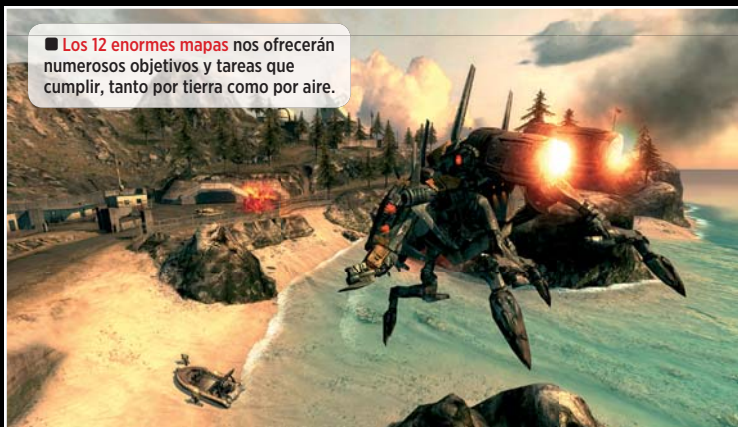 ■ Los 12 enormes mapas nos ofrecerán
numerosos objetivos y tareas que
cumplir, tanto por tierra como por aire.